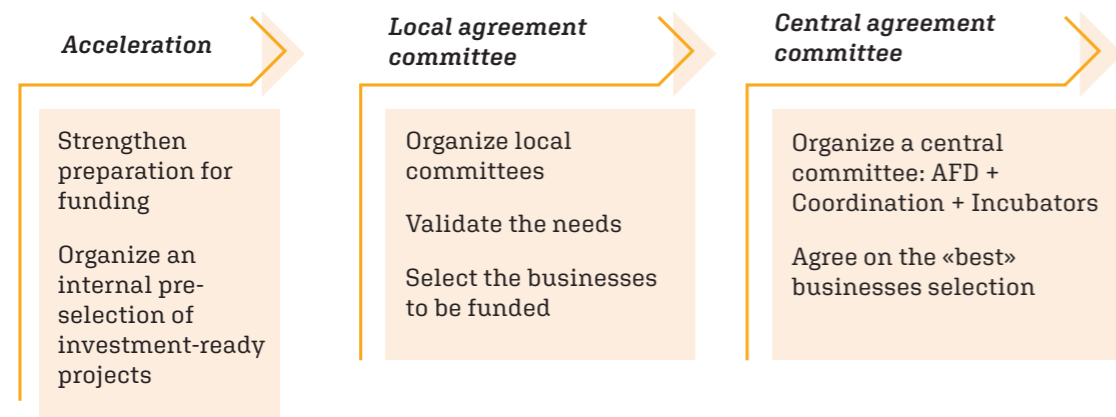 Acceleration
Strengthen
preparation for
funding
Organize an
internal pre-
selection of
investment-ready
projects
Local agreement
committee
Organize local
committees
Validate the needs
Select the businesses
to be funded
Central agreement
committee
Organize a central
committee: AFD +
Coordination + Incubators
Agree on the «best»
businesses selection